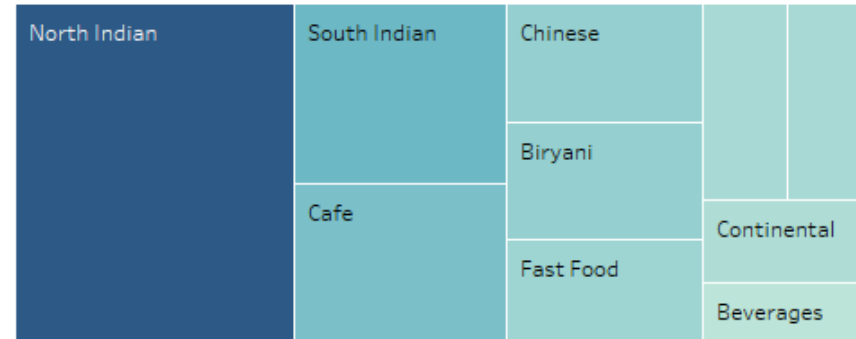 North Indian
South Indian
Cafe
Chinese
Biryani
Fast Food
Continental
Beverages